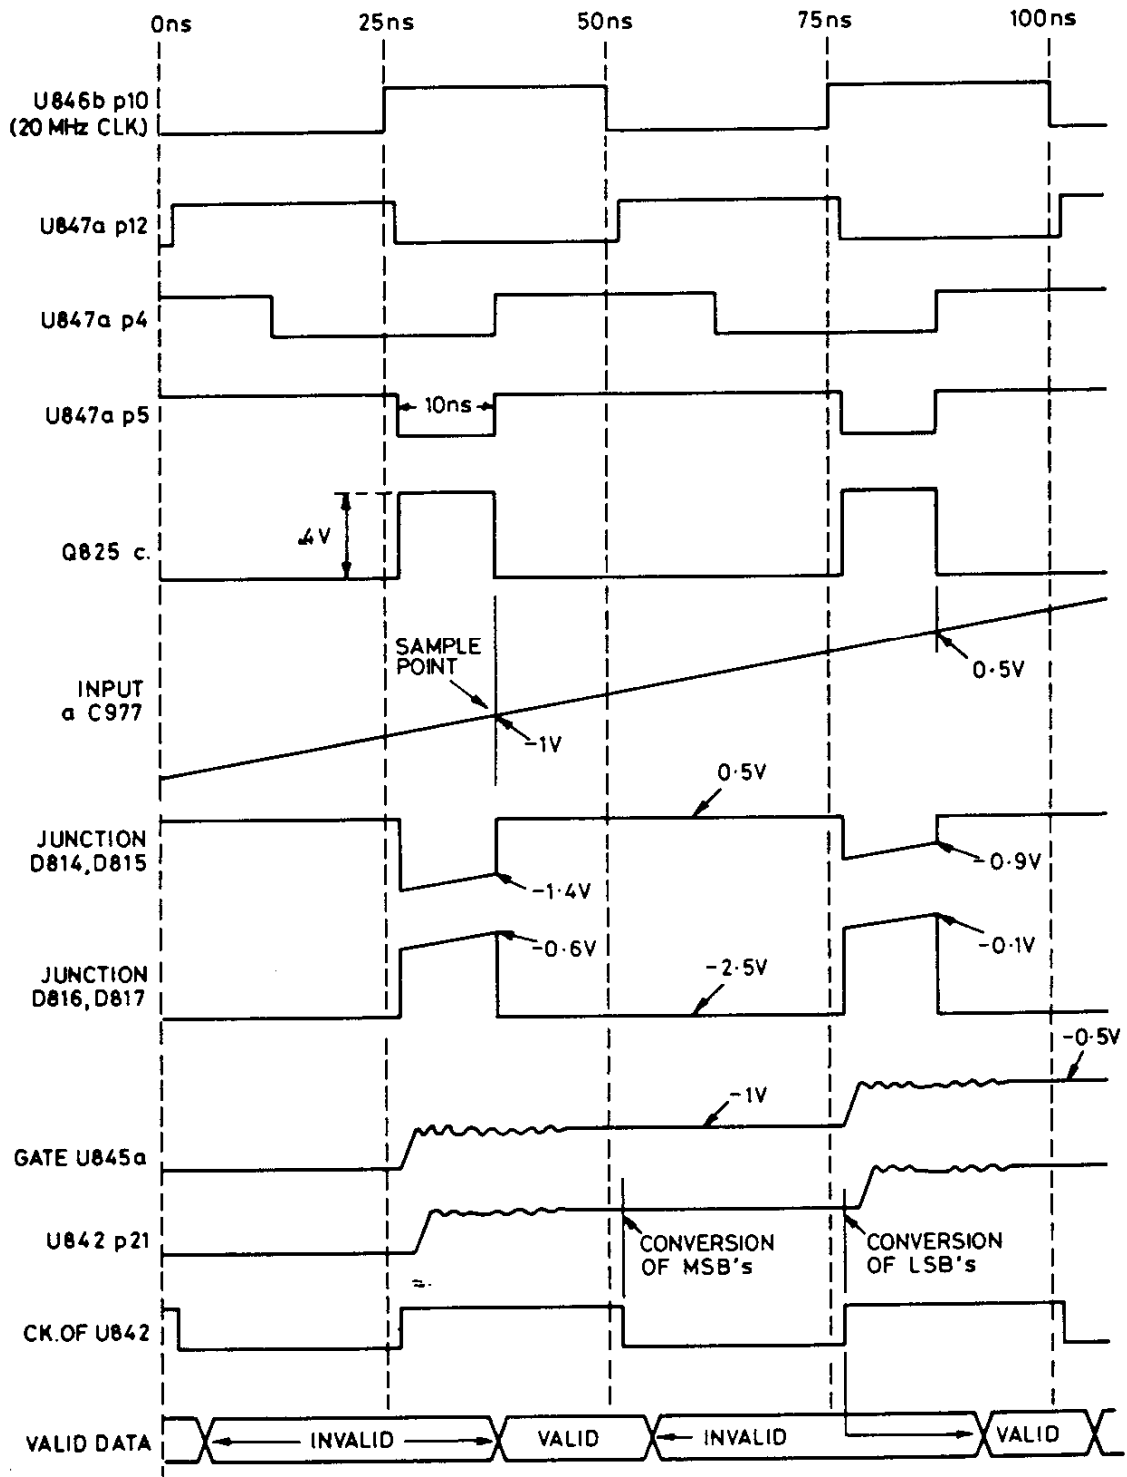 0ns 25ns 50ns 75ns 100ns
U846b p10
(20 MHz CLK)
U847a p12
U847a p4
U847a p5
10ns
Q825 c.
.4V
SAMPLE
POINT
INPUT
a C977
-1V
0·5V
0·5V
JUNCTION
D814,D815
-1·4V
-0·9V
JUNCTION
D816,D817
-0·6V
-2·5V
-0·1V
-0·5V
-1V
GATE U845a
U842 p21
CONVERSION
OF MSB's
CONVERSION
OF LSB's
CK.OF U842
VALID DATA
INVALID
VALID
INVALID
VALID